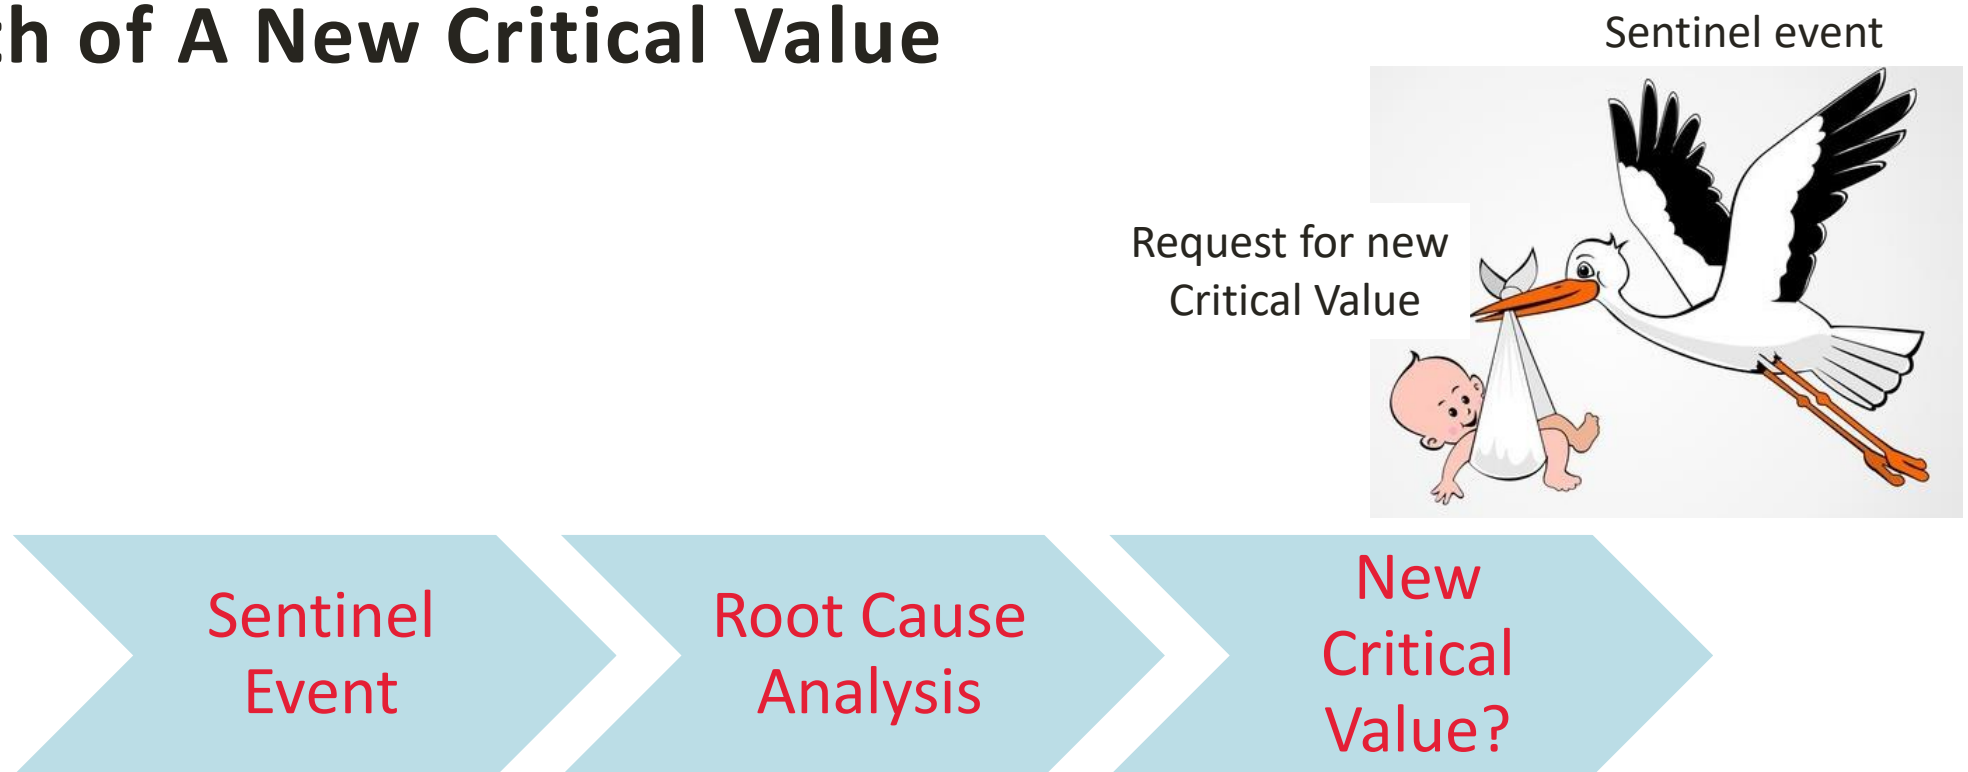 h of A New Critical Value
Sentinel event
Request for new
Critical Value
Sentinel
Event
Root Cause
Analysis
New
Critical
Value?